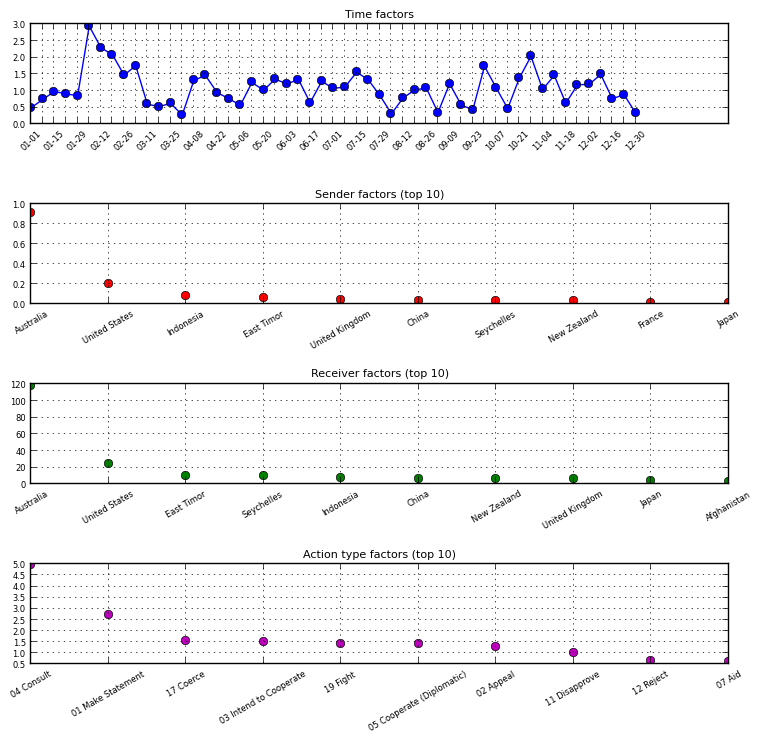 Time factors
3.0
2.5
2.0
1.5
1.0
0.5
0.0
01-01
01-15
01-29
02-12
02-26
03-11
03-25
04-08
04-22
05-06
05-20
06-03
06-17
07-01
07-15
07-29
08-12
08-26
09-09
09-23
10-07
10-21
11-04
11-18
12-02
12-16
12-30
Sender factors (top 10)
1.0
0.8
0.6
0.4
0.2
0.0
Australia
United States
Indonesia
East Timor
United Kingdom
China
Seychelles
New Zealand
France
Japan
Receiver factors (top 10)
120
100
80
60
40
20
0
Australia
United States
East Timor
Seychelles
Indonesia
China
New Zealand
United Kingdom
Japan
Afghanistan
Action type factors (top 10)
5.0
4.5
4.0
3.5
3.0
2.5
2.0
1.5
1.0
0.5
04 Consult
01 Make Statement
17 Coerce
03 Intend to Cooperate
19 Fight
05 Cooperate (Diplomatic)
02 Appeal
11 Disapprove
12 Reject
07 Aid